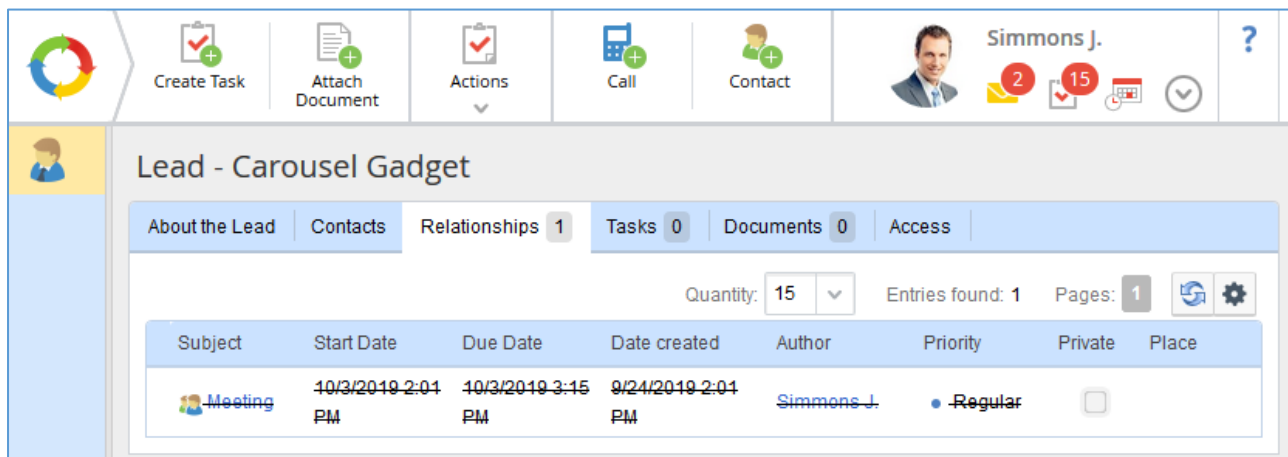 Create Task
Attach Document
Actions
Call
Contact
Simmons J.
2
15
?
Lead - Carousel Gadget
About the Lead Contacts Relationships 1 Tasks 0 Documents 0 Access
Quantity: 15 Entries found: 1 Pages: 1
Subject Start Date Due Date Date created Author Priority Private Place
Meeting 10/3/2019 2:01 PM 10/3/2019 3:15 PM 9/24/2019 2:01 PM Simmons J. Regular